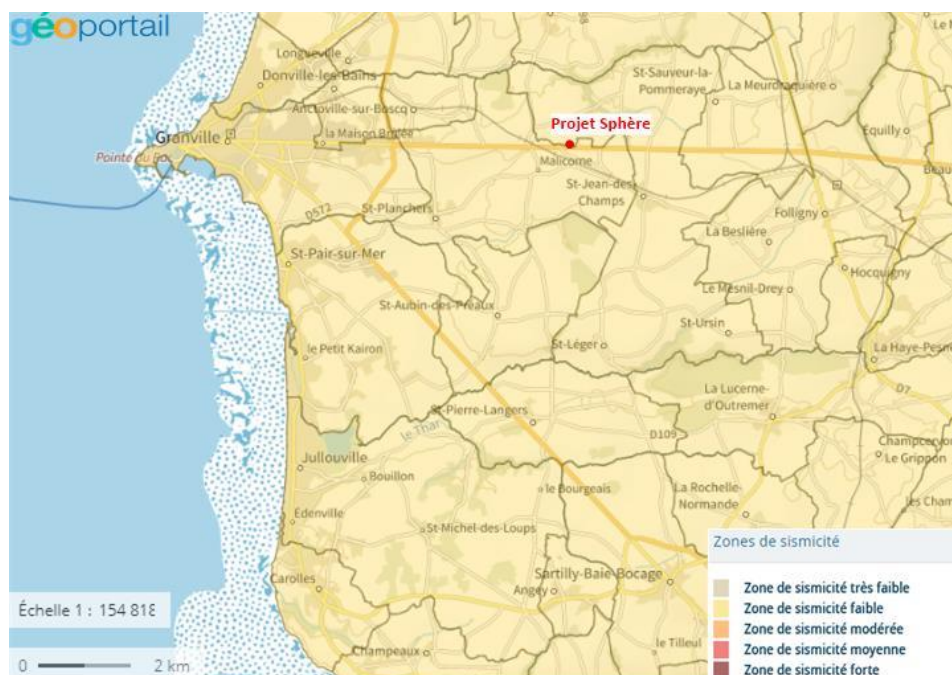 géoportail
Longueville
Donville-les-Bains
Anctoville-sur-Boscq
St-Sauveur-la-
Pommeraye
La Meurdraquière
Projet Sphère
Granville
la Maison Brûlée
Equilly
Pointe du
Malicorne
St-Jean-des-
Champs
D572
St-Planchers
Folligny
La Beslière
St-Pair-sur-Mer
Hocquigny
Le Mesnil-Drey
St-Aubin-des-Préaux
St-Ursin
le Petit Kairon
St-Léger
La Haye-Pesn
La Lucerne-
d'Outremer
D7
St-Pierre-Langers
le Thar
D109
Champcervon
Le Grippon
Jullouville
Bouillon
le Bourgeais
La Rochelle-
Normande
les Cham
Edenville
St-Michel-des-Loups
Zones de sismicité
Carolles
Sartilly-Baie-Bocage
Angey
Zone de sismicité très faible
Échelle 1 : 154 818
Zone de sismicité faible
Zone de sismicité modérée
le Tilleul
Champeaux
Zone de sismicité moyenne
0 2 km
Zone de sismicité forte